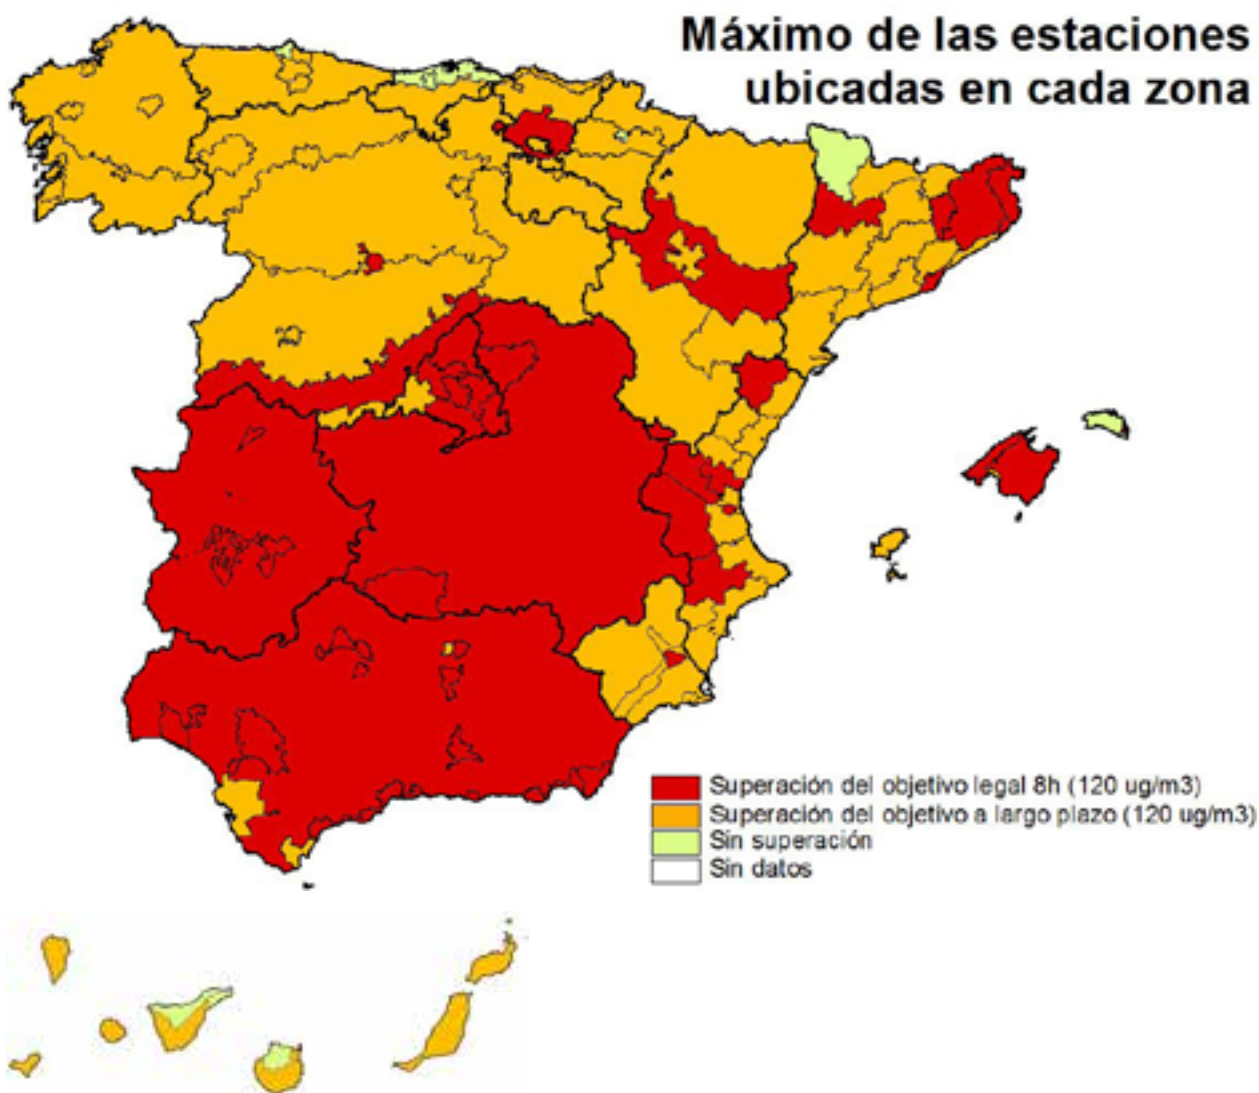 Máximo de las estaciones
ubicadas en cada zona
Superación del objetivo legal 8h (120 ug/m3)
Superación del objetivo a largo plazo (120 ug/m3)
Sin superación
Sin datos